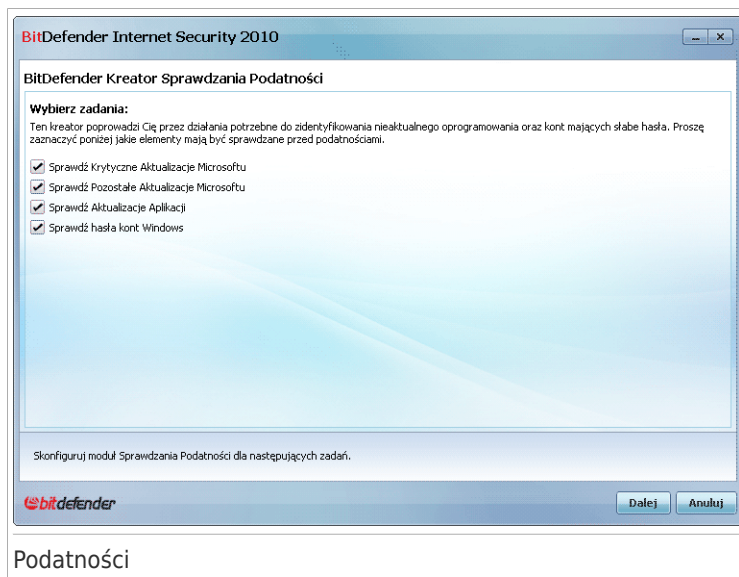 BitDefender Internet Security 2010
BitDefender Kreator Sprawdzania Podatności
Wybierz zadania:
Ten kreator poprowadzi Cię przez działania potrzebne do zidentyfikowania nieaktualnego oprogramowania oraz kont mających słabe hasła. Proszę
zaznaczyć poniżej jakie elementy mają być sprawdzane przed podatnościami.
Sprawdź Krytyczne Aktualizacje Microsoftu
Sprawdź Pozostałe Aktualizacje Microsoftu
Sprawdź Aktualizacje Aplikacji
Sprawdź hasła kont Windows
Skonfiguruj moduł Sprawdzania Podatności dla następujących zadań.
bitdefender
Dalej Anuluj
Podatności